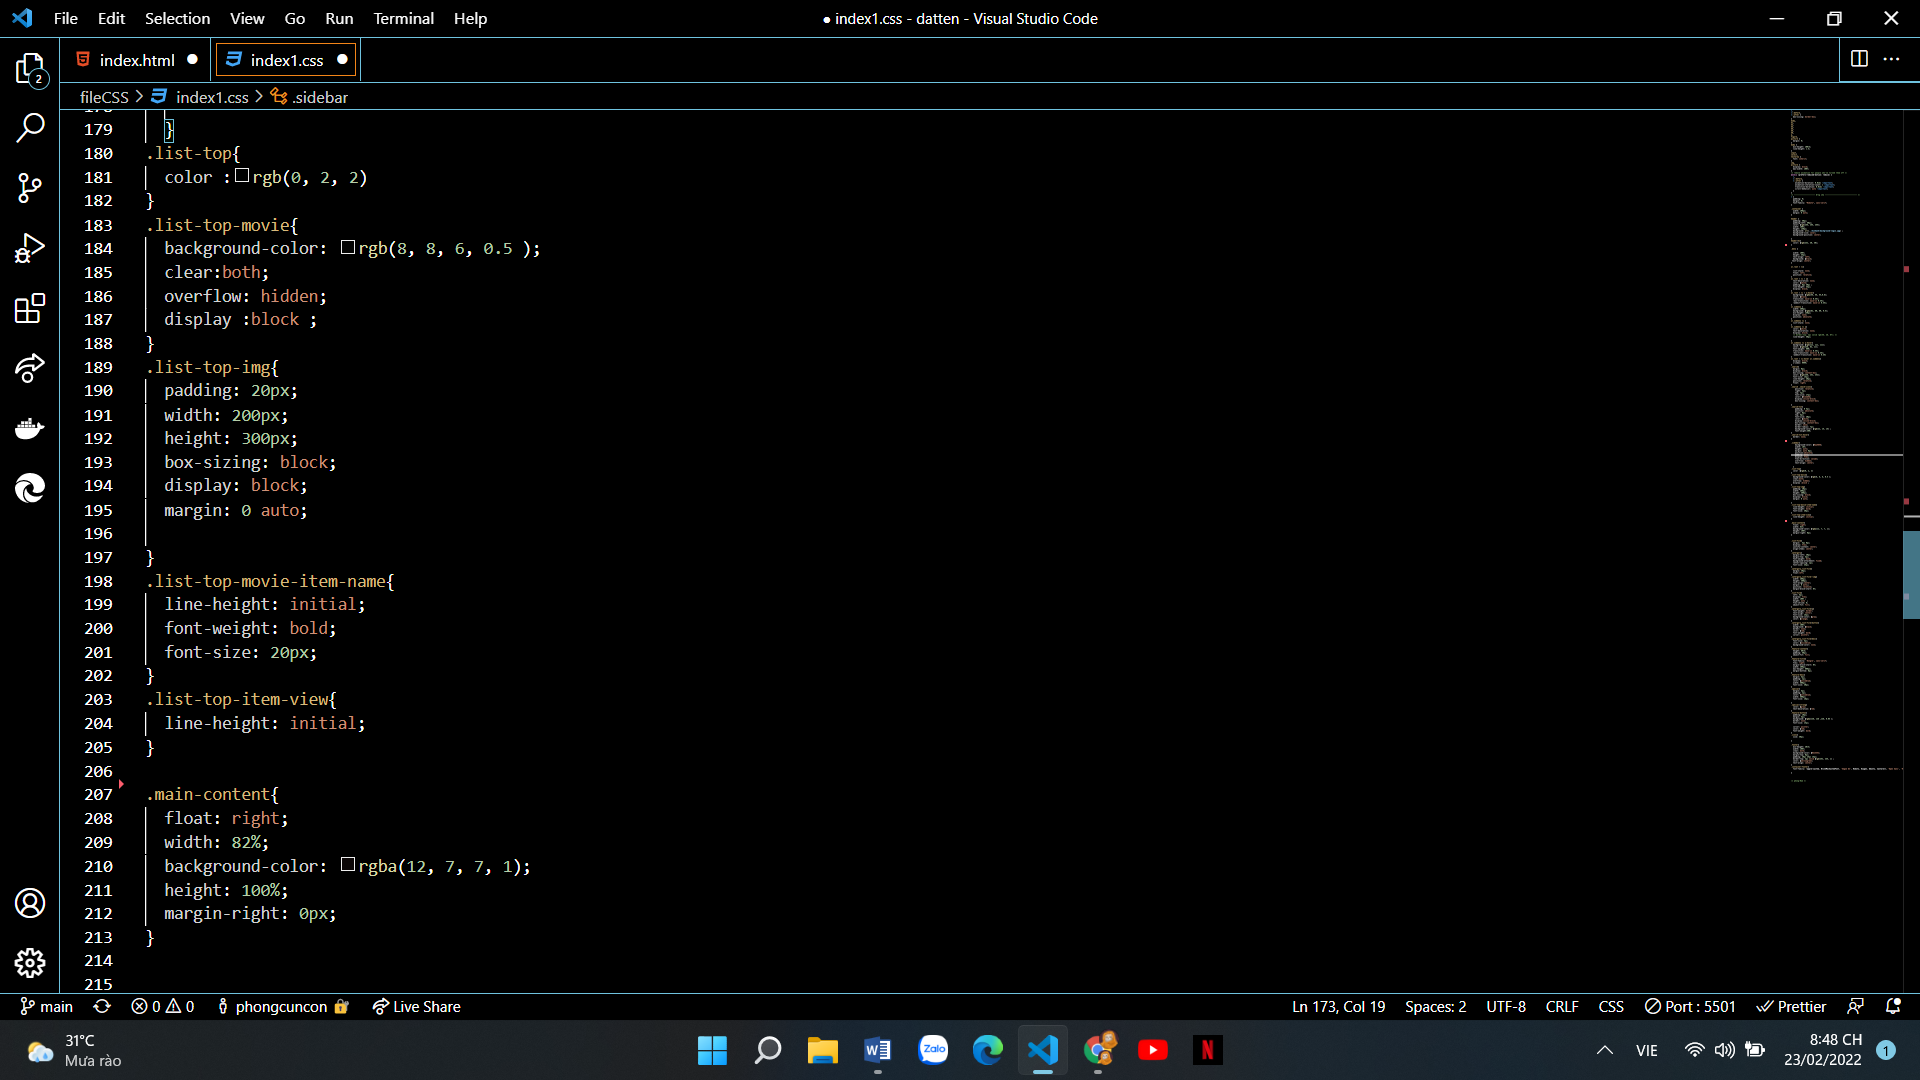 File Edit Selection View Go Run Terminal Help
● index1.css - datten - Visual Studio Code
index.html ●
index1.css ●
2
fileCSS > index1.css > .sidebar
179 }
180 .list-top{
181 color :rgb(0, 2, 2)
182 }
183 .list-top-movie{
184 background-color: rgb(8, 8, 6, 0.5 );
185 clear:both;
186 overflow: hidden;
187 display :block ;
188 }
189 .list-top-img{
190 padding: 20px;
191 width: 200px;
192 height: 300px;
193 box-sizing: block;
194 display: block;
195 margin: 0 auto;
196
197 }
198 .list-top-movie-item-name{
199 line-height: initial;
200 font-weight: bold;
201 font-size: 20px;
202 }
203 .list-top-item-view{
204 line-height: initial;
205 }
206
207 .main-content{
208 float: right;
209 width: 82%;
210 background-color: rgba(12, 7, 7, 1);
211 height: 100%;
212 margin-right: 0px;
213 }
214
215
main 0 0 phongcuncon Live Share
Ln 173, Col 19 Spaces: 2 UTF-8 CRLF CSS Port : 5501 Prettier
31°C
Mưa rào
Zalo
VIE
8:48 CH
23/02/2022
1